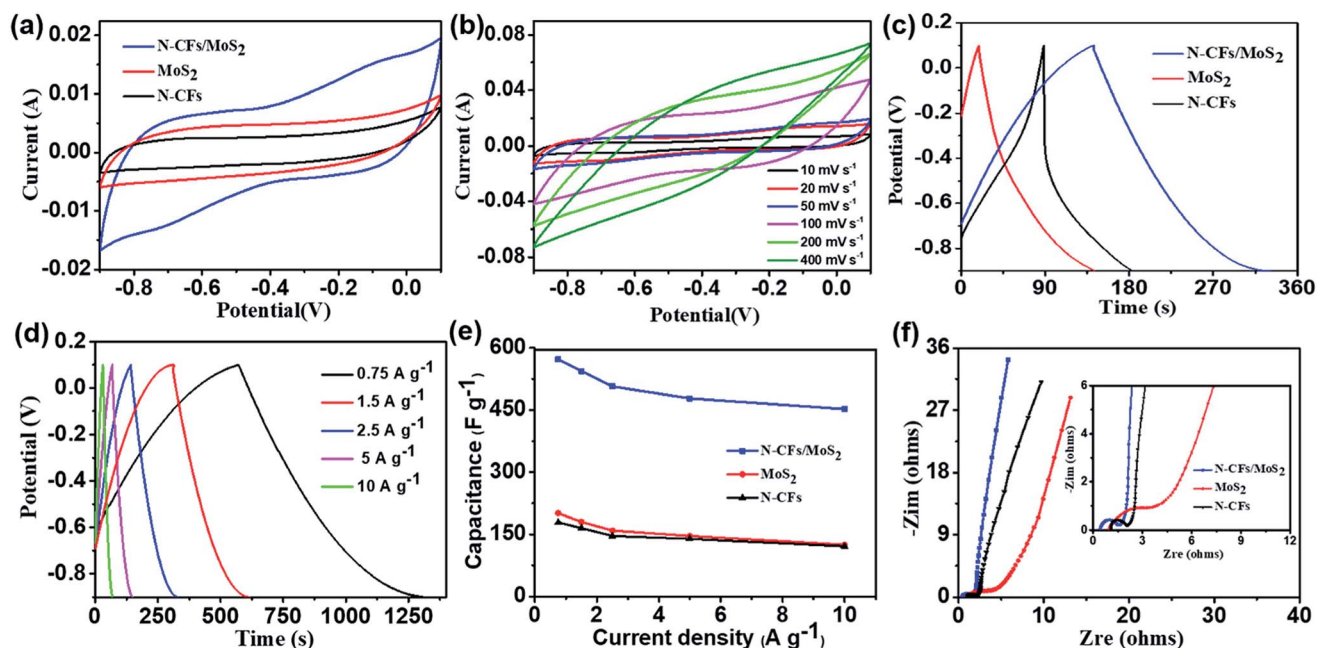 (a)
0.02
0.01
0.00
-0.01
-0.02
Current (A)
N-CFs/MoS₂
MoS₂
N-CFs
-0.8 -0.6 -0.4 -0.2 0.0
Potential(V)
(b)
0.08
0.04
0.00
-0.04
-0.08
Current (A)
10 mV s⁻¹
20 mV s⁻¹
50 mV s⁻¹
100 mV s⁻¹
200 mV s⁻¹
400 mV s⁻¹
-0.8 -0.6 -0.4 -0.2 0.0
Potential(V)
(c)
0.2
0.0
-0.2
-0.4
-0.6
-0.8
Potential (V)
N-CFs/MoS₂
MoS₂
N-CFs
0 90 180 270 360
Time (s)
(d)
0.2
0.0
-0.2
-0.4
-0.6
-0.8
Potential (V)
0.75 A g⁻¹
1.5 A g⁻¹
2.5 A g⁻¹
5 A g⁻¹
10 A g⁻¹
0 250 500 750 1000 1250
Time (s)
(e)
600
450
300
150
0
Capacitance (F g⁻¹)
N-CFs/MoS₂
MoS₂
N-CFs
0 2 4 6 8 10
Current density (A g⁻¹)
(f)
36
27
18
9
0
-Zim (ohms)
0 10 20 30 40
Zre (ohms)
6
4
2
0
-Zim (ohms)
N-CFs/MoS₂
MoS₂
N-CFs
0 3 6 9 12
Zre (ohms)